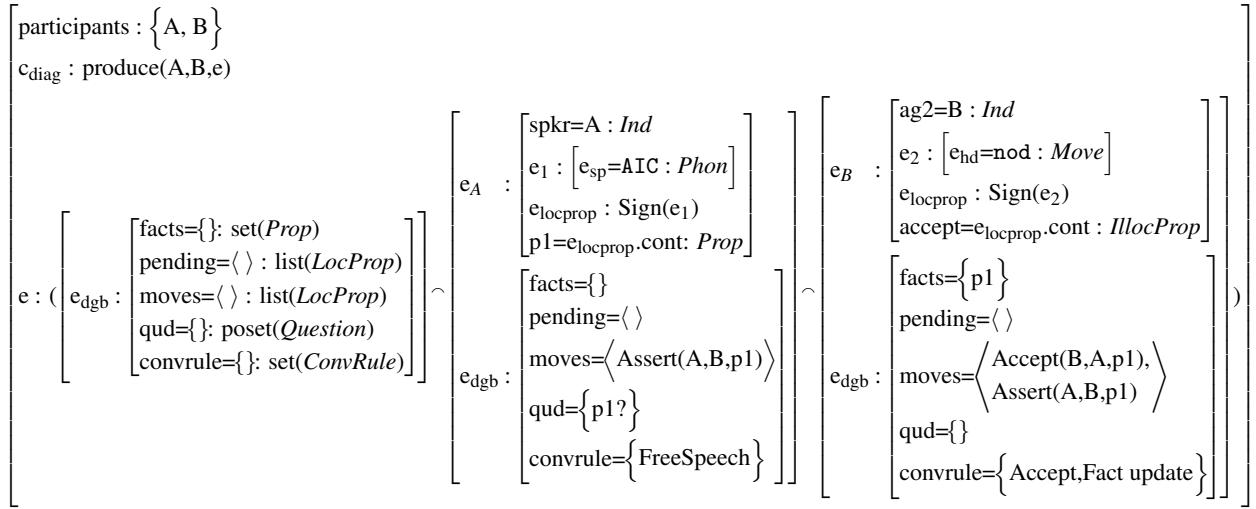 participants : {A, B}
c_diag : produce(A,B,e)
e : (
e_dgb :
facts={}: set(Prop)
pending=⟨ ⟩ : list(LocProp)
moves=⟨ ⟩ : list(LocProp)
qud={}: poset(Question)
convrule={}: set(ConvRule)
⌢
e_A :
spkr=A : Ind
e_1 : [e_sp=AIC : Phon]
e_locprop : Sign(e_1)
p1=e_locprop.cont: Prop
e_dgb :
facts={}
pending=⟨ ⟩
moves=⟨Assert(A,B,p1)⟩
qud={p1?}
convrule={FreeSpeech}
⌢
e_B :
ag2=B : Ind
e_2 : [e_hd=nod : Move]
e_locprop : Sign(e_2)
accept=e_locprop.cont : IllocProp
e_dgb :
facts={p1}
pending=⟨ ⟩
moves=⟨Accept(B,A,p1),
Assert(A,B,p1)⟩
qud={}
convrule={Accept,Fact update}
)